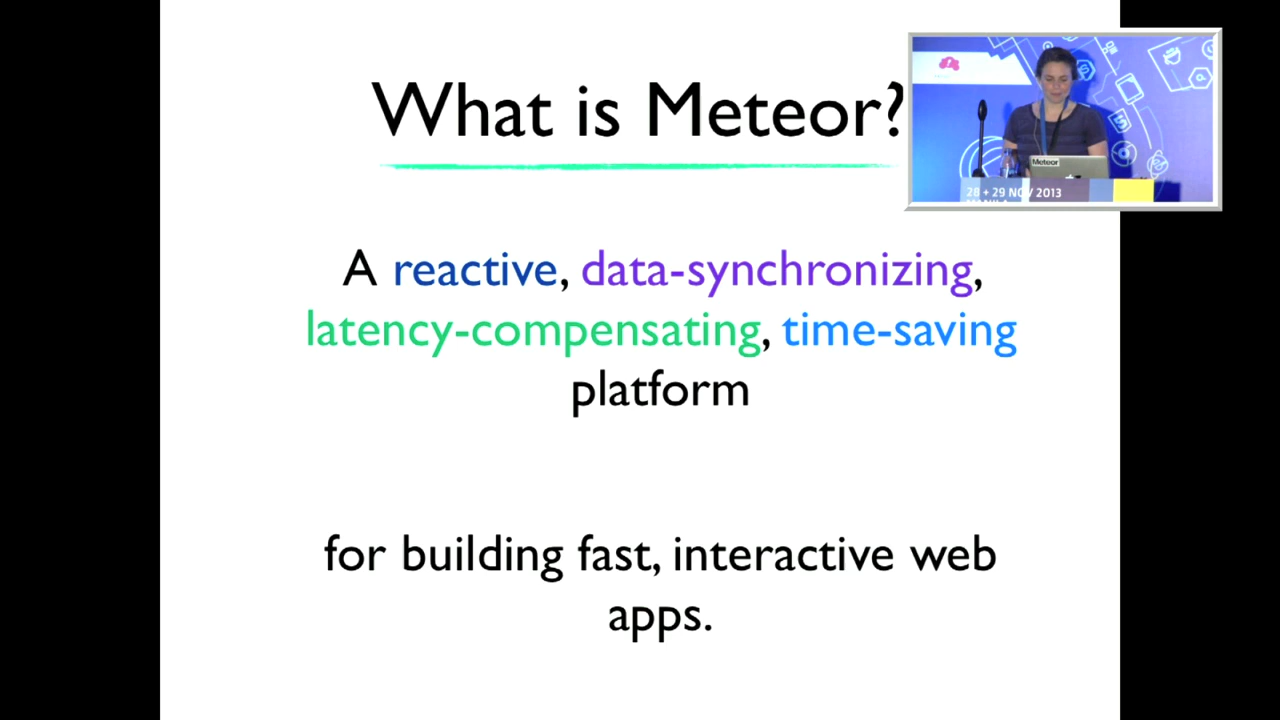 What is Meteor?
A reactive, data-synchronizing,
latency-compensating, time-saving
platform
for building fast, interactive web
apps.
Meteor
28 + 29 NOV 2013